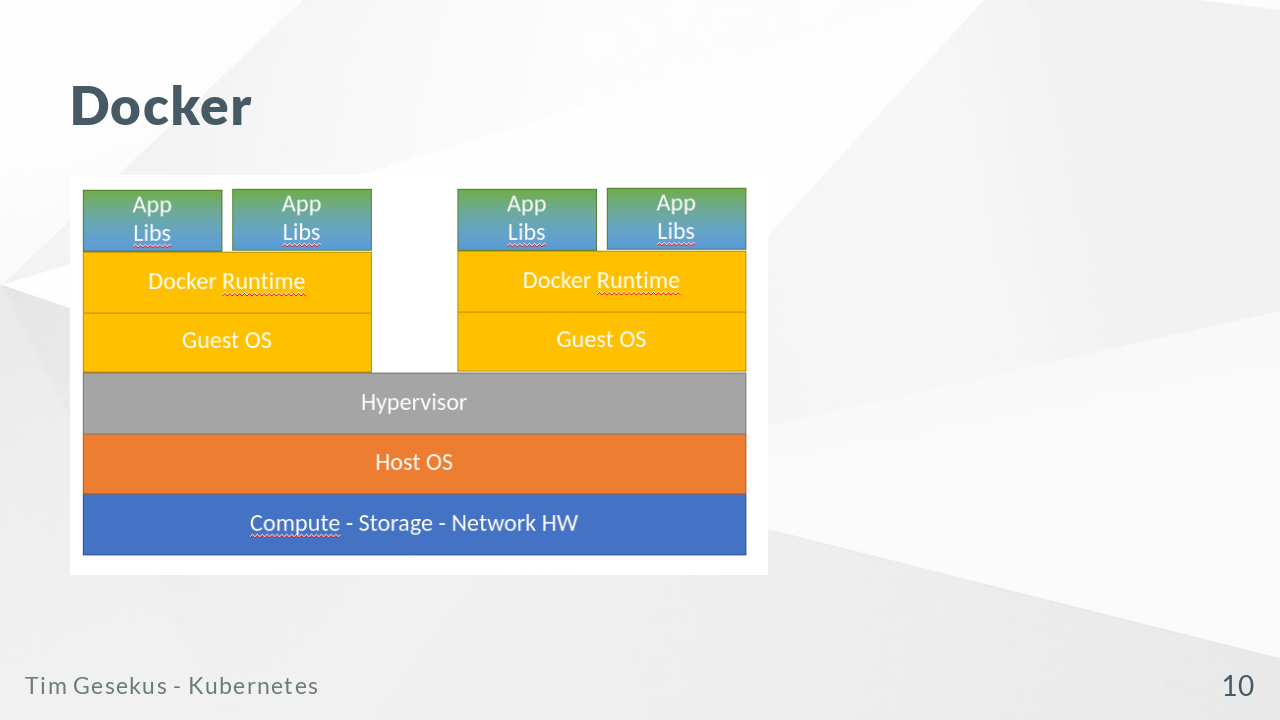 Docker
App
Libs
App
Libs
App
Libs
App
Libs
Docker Runtime
Docker Runtime
Guest OS
Guest OS
Hypervisor
Host OS
Compute - Storage - Network HW
Tim Gesekus - Kubernetes
10